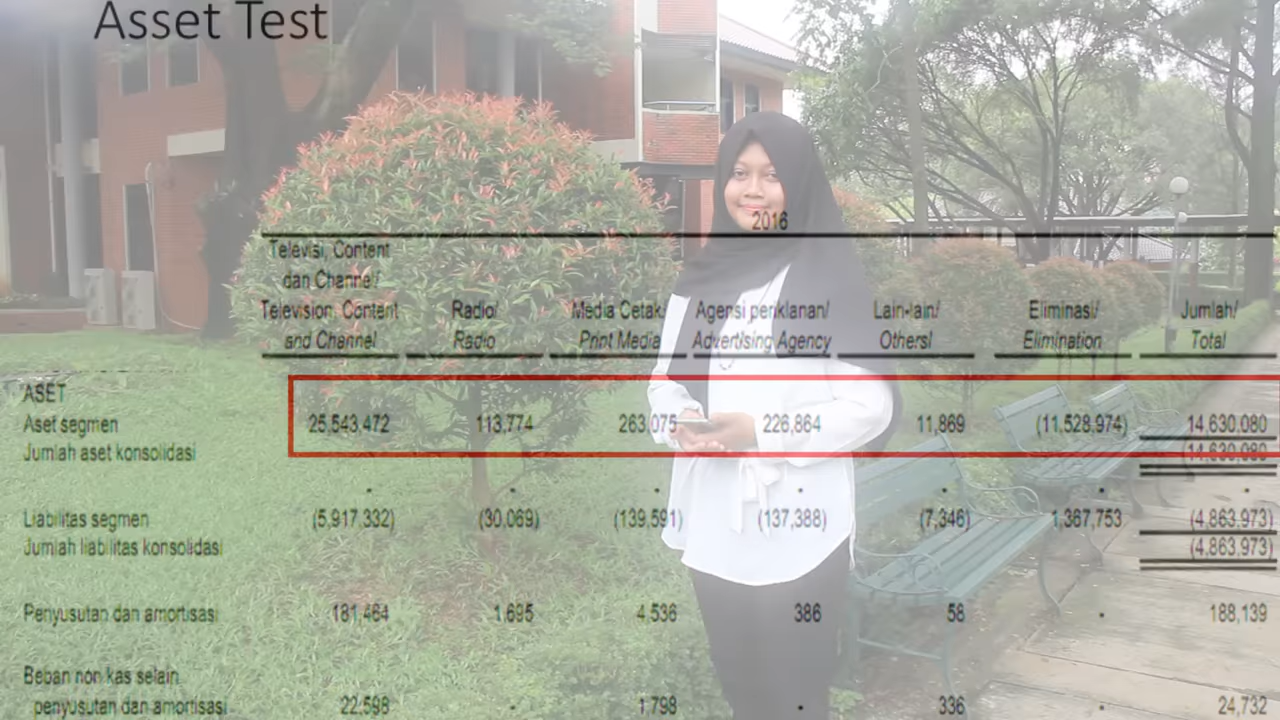 Asset Test
2016
Televisi, Content
dan Channel/
Television, Content Radio/ Media Cetak/ Agensi periklanan/ Lain-lain/ Eliminasi/ Jumlah/
and Channel Radio Print Media Advertising Agency Others/ Elimination Total
ASET
Aset segmen 25,543,472 113,774 263,075 226,864 11,869 (11,528,974) 14,630,080
Jumlah aset konsolidasi 14,630,080
- - - - - - -
Liabilitas segmen (5,917,332) (30,069) (139,591) (137,388) (7,346) 1,367,753 (4,863,973)
Jumlah liabilitas konsolidasi (4,863,973)
Penyusutan dan amortisasi 181,464 1,695 4,536 386 58 - 188,139
Beban non kas selain
penyusutan dan amortisasi 22,598 - 1,798 - 336 - 24,732